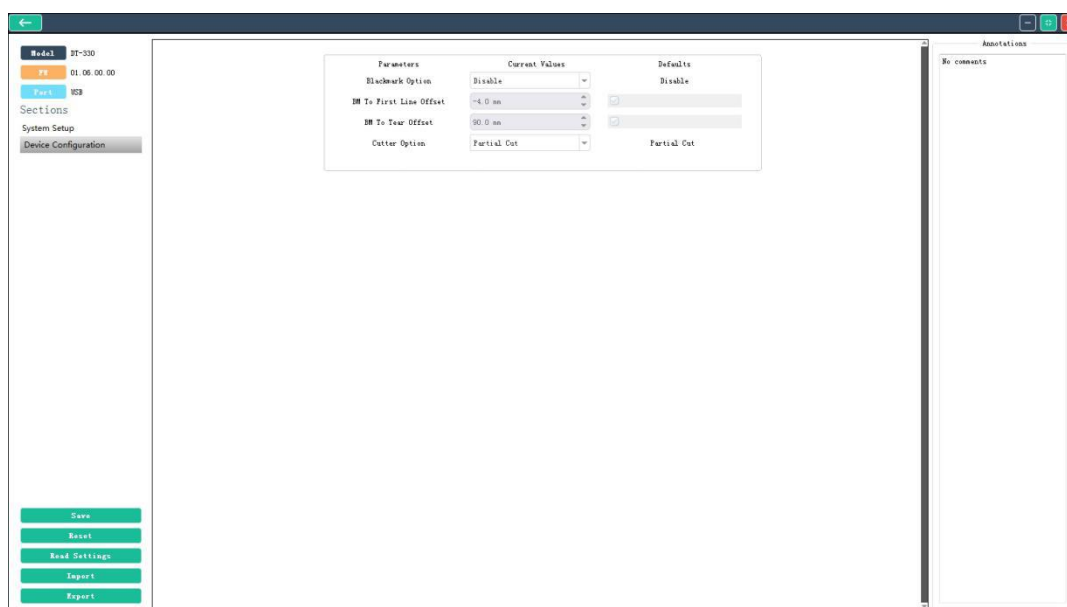 Annotations
Model DT-330
FW 01.06.00.00
Port USB
Sections
System Setup
Device Configuration
Parameters Current Values Defaults
Blackmark Option Disable Disable
BM To First Line Offset -4.0 mm
BM To Tear Offset 90.0 mm
Cutter Option Partial Cut Partial Cut
No comments
Save
Reset
Read Settings
Import
Export